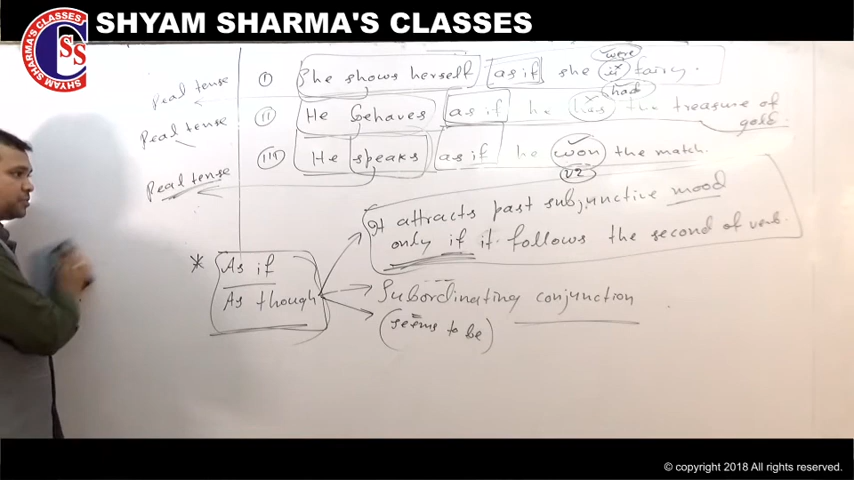 SHYAM SHARMA'S CLASSES
SHYAM SHARMA'S CLASSES
SCS
Real tense (i) She shows herself as if she is were fairy.
Real tense (ii) He behaves as if he has had the treasure of gold.
Real tense (iii) He speaks as if he won the match.
V2
It attracts past subjunctive mood
only if it follows the second of verb.
* As if
As though
Subordinating conjunction
(seems to be)
© copyright 2018 All rights reserved.